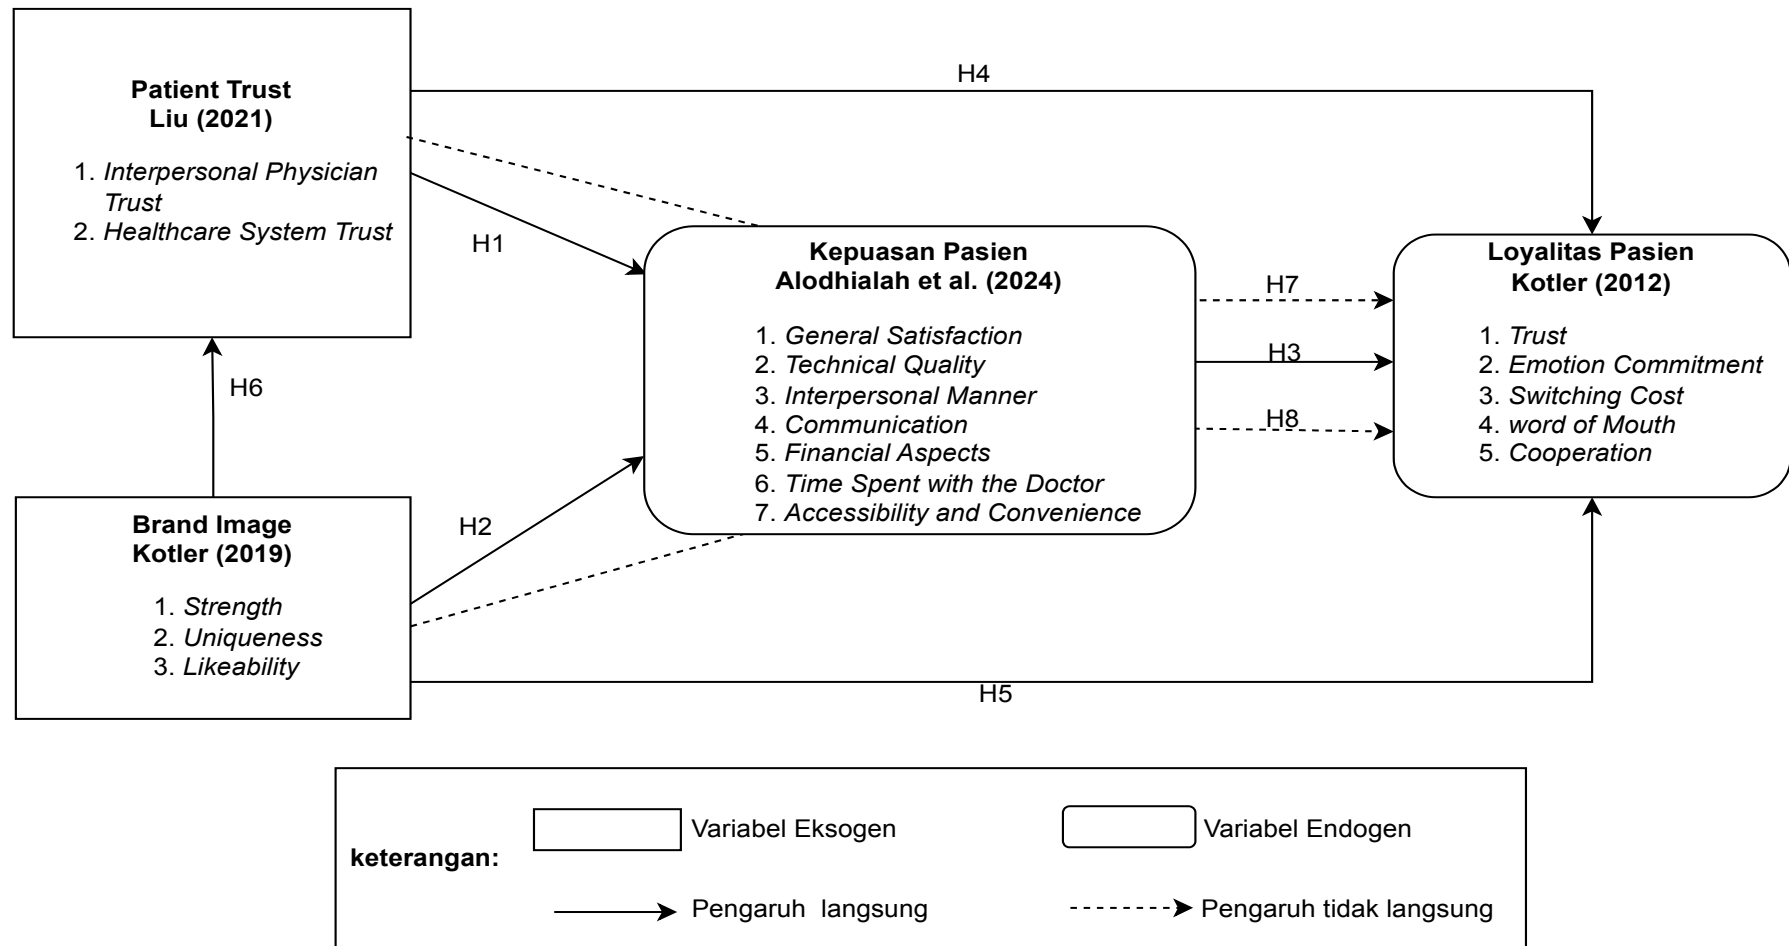 Patient Trust
Liu (2021)
1. Interpersonal Physician
Trust
2. Healthcare System Trust
H4
H1
Kepuasan Pasien
Alodhialah et al. (2024)
1. General Satisfaction
2. Technical Quality
3. Interpersonal Manner
4. Communication
5. Financial Aspects
6. Time Spent with the Doctor
7. Accessibility and Convenience
H7
H3
H8
Loyalitas Pasien
Kotler (2012)
1. Trust
2. Emotion Commitment
3. Switching Cost
4. word of Mouth
5. Cooperation
H6
H2
Brand Image
Kotler (2019)
1. Strength
2. Uniqueness
3. Likeability
H5
keterangan:
Variabel Eksogen
Variabel Endogen
Pengaruh langsung
Pengaruh tidak langsung